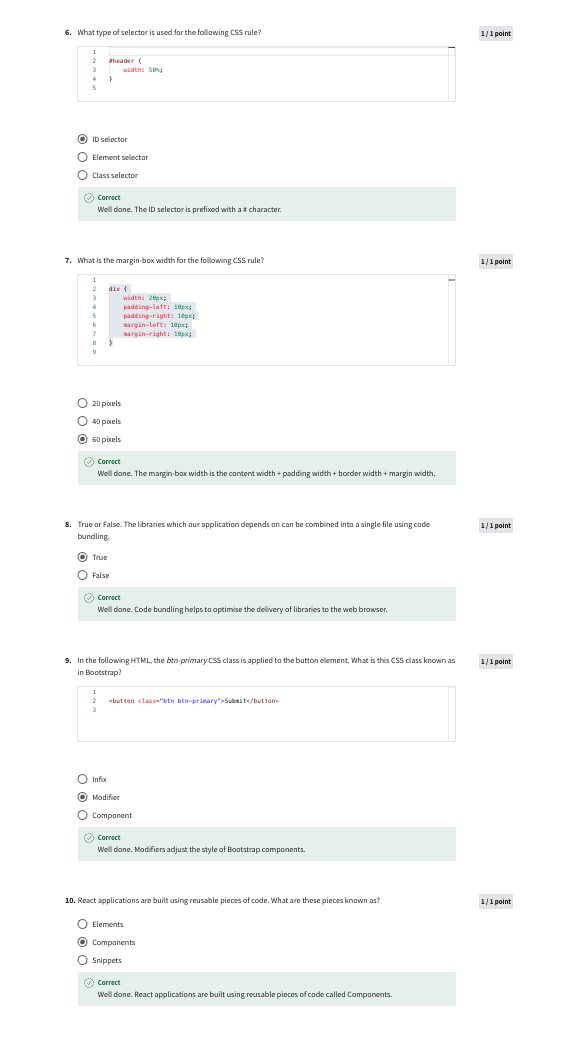 6. What type of selector is used for the following CSS rule?
1 / 1 point
1
2 #header {
3 width: 50%;
4 }
5
ID selector
Element selector
Class selector
Correct
Well done. The ID selector is prefixed with a # character.
7. What is the margin-box width for the following CSS rule?
1 / 1 point
1
2 div {
3 width: 20px;
4 padding-left: 10px;
5 padding-right: 10px;
6 margin-left: 10px;
7 margin-right: 10px;
8 }
9
20 pixels
40 pixels
60 pixels
Correct
Well done. The margin-box width is the content width + padding width + border width + margin width.
8. True or False. The libraries which our application depends on can be combined into a single file using code
bundling.
1 / 1 point
True
False
Correct
Well done. Code bundling helps to optimise the delivery of libraries to the web browser.
9. In the following HTML, the btn-primary CSS class is applied to the button element. What is this CSS class known as
in Bootstrap?
1 / 1 point
1
2 <button class="btn btn-primary">Submit</button>
3
Infix
Modifier
Component
Correct
Well done. Modifiers adjust the style of Bootstrap components.
10. React applications are built using reusable pieces of code. What are these pieces known as?
1 / 1 point
Elements
Components
Snippets
Correct
Well done. React applications are built using reusable pieces of code called Components.